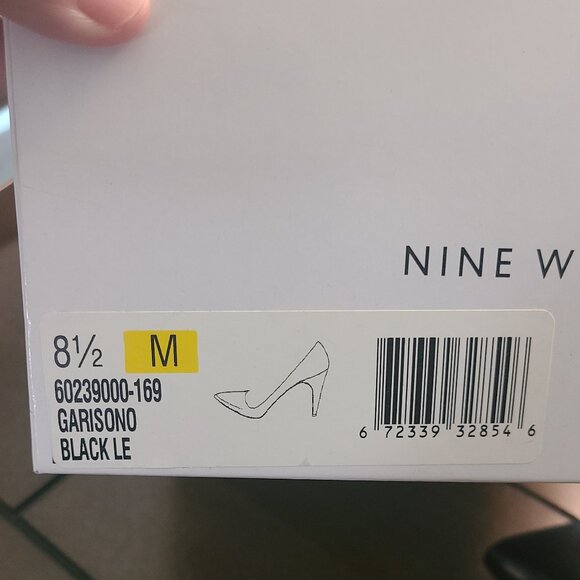 NINE W
8½ M
60239000-169
GARISONO
BLACK LE
6 72339 32854 6